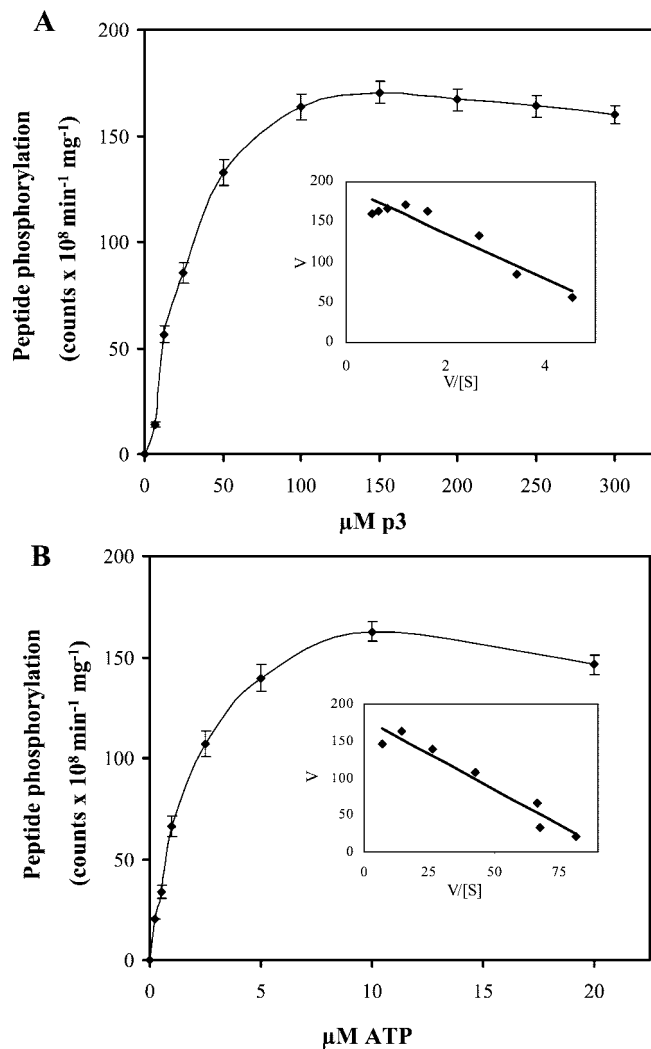 A
Peptide phosphorylation
(counts x 10⁸ min⁻¹ mg⁻¹)
200
150
100
50
0
0 50 100 150 200 250 300
µM p3
V
200
150
100
50
0
0 2 4
V/[S]
B
Peptide phosphorylation
(counts x 10⁸ min⁻¹ mg⁻¹)
200
150
100
50
0
0 5 10 15 20
µM ATP
V
200
150
100
50
0
0 25 50 75
V/[S]